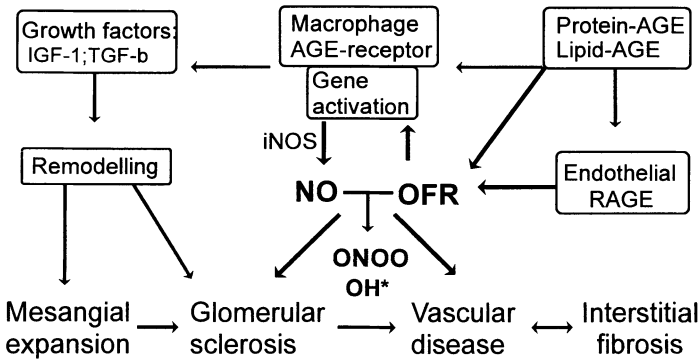 Growth factors:
IGF-1;TGF-b
Macrophage
AGE-receptor
Protein-AGE
Lipid-AGE
Gene
activation
iNOS
Remodelling
Endothelial
RAGE
NO
OFR
ONOO
OH*
Mesangial
expansion
Glomerular
sclerosis
Vascular
disease
Interstitial
fibrosis